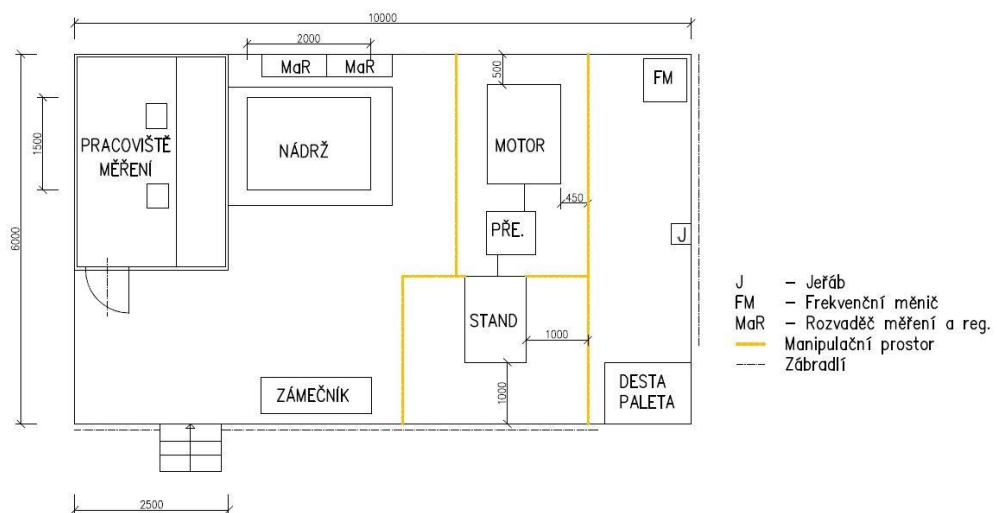 10000
2000
MaR
MaR
500
FM
1500
PRACOVIŠTĚ
MĚŘENÍ
NÁDRŽ
MOTOR
450
6000
PŘE.
J
STAND
1000
1000
ZÁMEČNÍK
DESTA
PALETA
2500
J – Jeřáb
FM – Frekvenční měnič
MaR – Rozvaděč měření a reg.
Manipulační prostor
Zábradlí